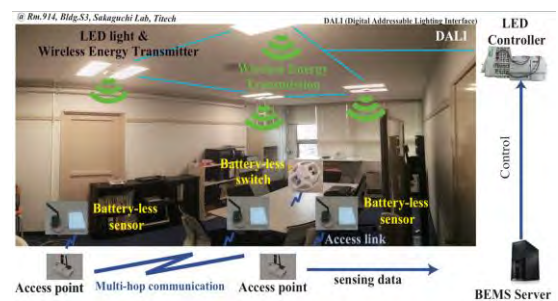 @ Rm.914, Bldg.S3, Sakaguchi Lab, Titech
DALI (Digital Addressable Lighting Interface)
LED
Controller
LED light &
Wireless Energy Transmitter
DALI
Wireless Energy
Transmission
Battery-less
switch
Battery-less
sensor
Battery-less
sensor
Access link
Control
Access point
Multi-hop communication
Access point
sensing data
BEMS Server